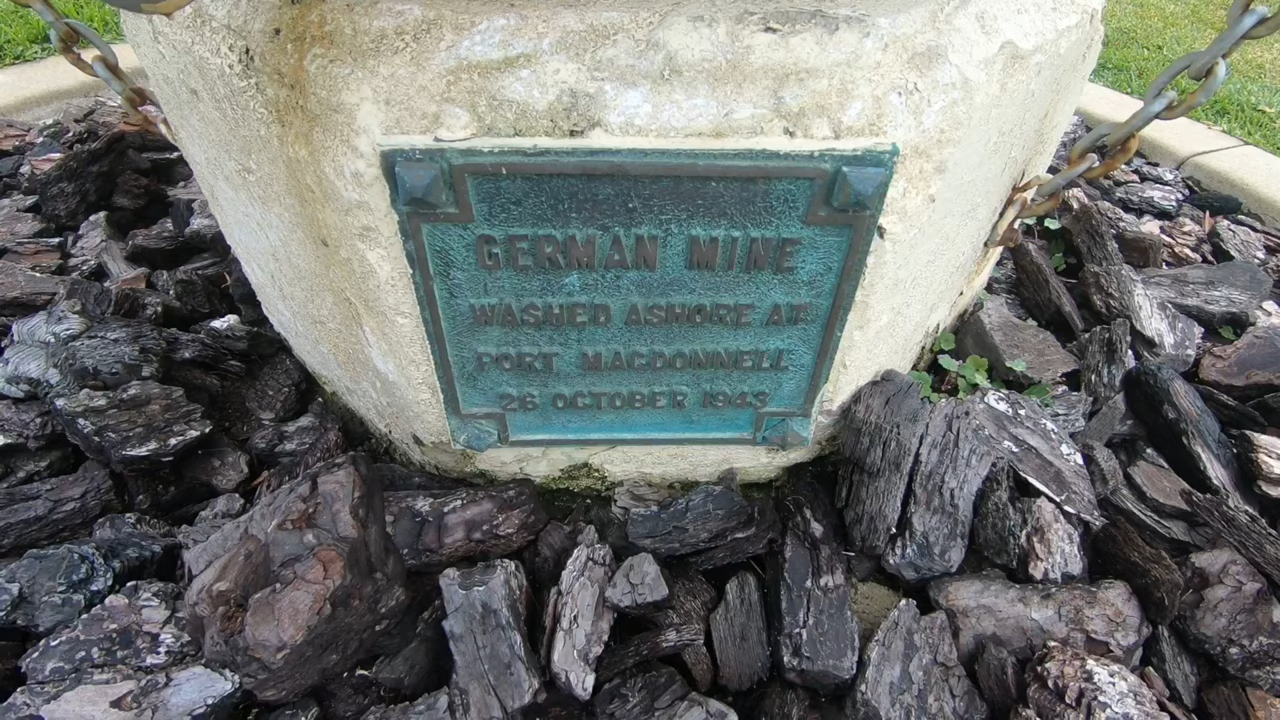 GERMAN MINE
WASHED ASHORE AT
PORT MACDONNELL
26 OCTOBER 1943